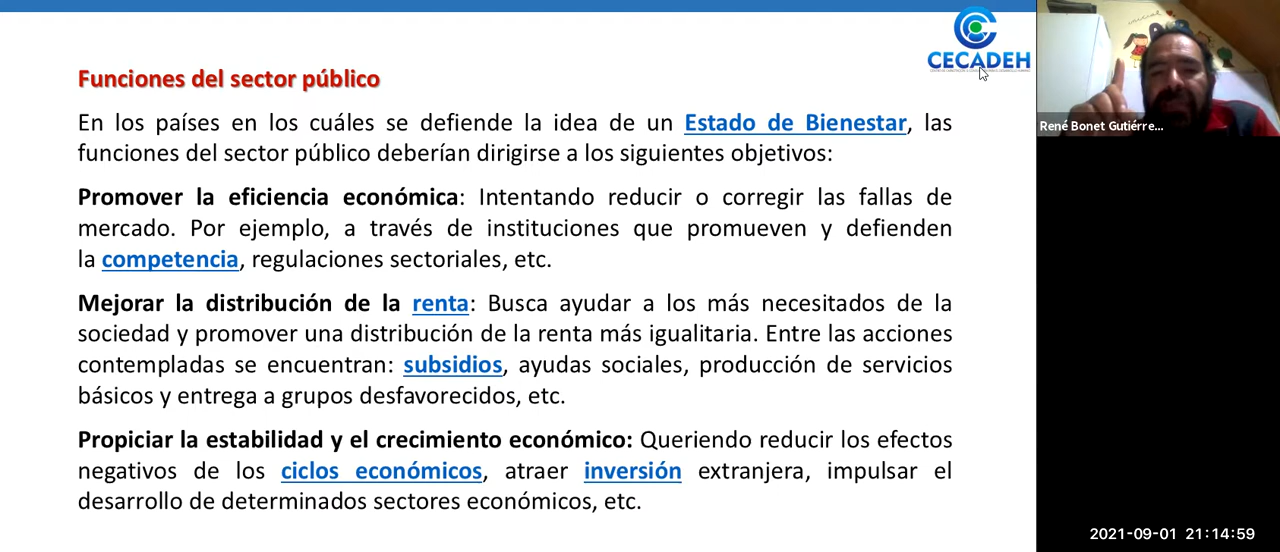 CECADEH
Funciones del sector público
En los países en los cuáles se defiende la idea de un Estado de Bienestar, las
funciones del sector público deberían dirigirse a los siguientes objetivos:
Promover la eficiencia económica: Intentando reducir o corregir las fallas de
mercado. Por ejemplo, a través de instituciones que promueven y defienden
la competencia, regulaciones sectoriales, etc.
Mejorar la distribución de la renta: Busca ayudar a los más necesitados de la
sociedad y promover una distribución de la renta más igualitaria. Entre las acciones
contempladas se encuentran: subsidios, ayudas sociales, producción de servicios
básicos y entrega a grupos desfavorecidos, etc.
Propiciar la estabilidad y el crecimiento económico: Queriendo reducir los efectos
negativos de los ciclos económicos, atraer inversión extranjera, impulsar el
desarrollo de determinados sectores económicos, etc.
René Bonet Gutiérre...
2021-09-01 21:14:59